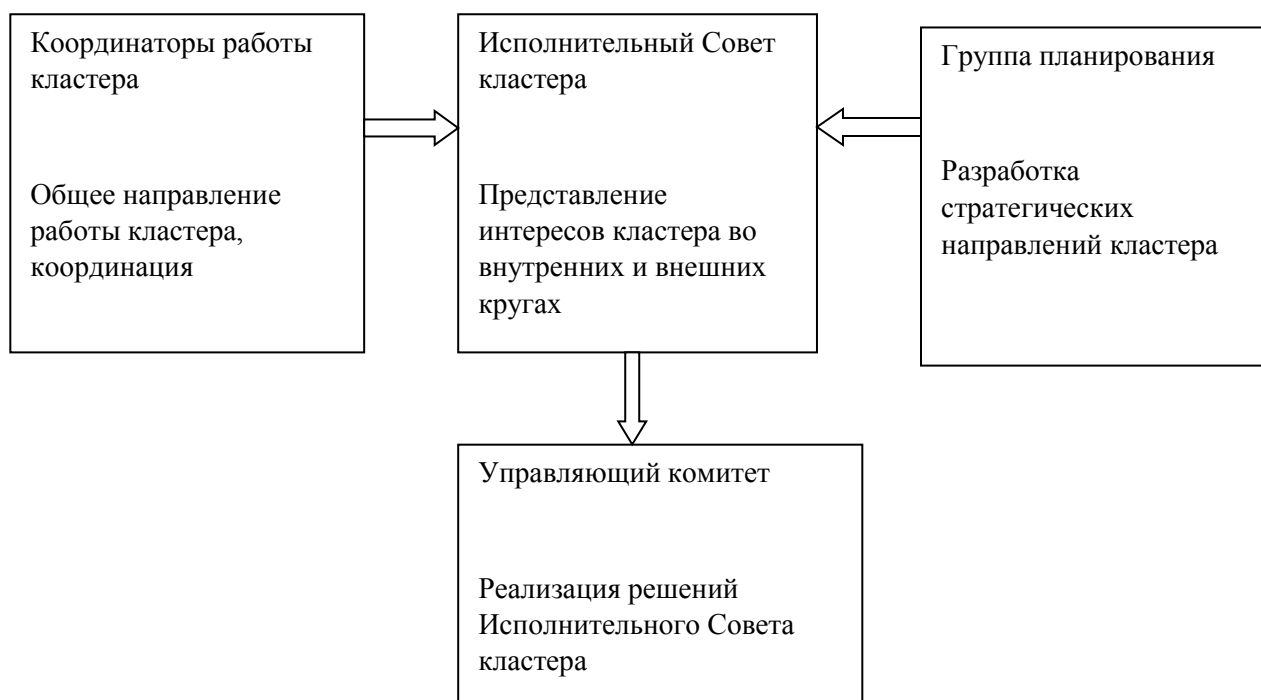 Координаторы работы
кластера
Общее направление
работы кластера,
координация
Исполнительный Совет
кластера
Представление
интересов кластера во
внутренних и внешних
кругах
Группа планирования
Разработка
стратегических
направлений кластера
Управляющий комитет
Реализация решений
Исполнительного Совета
кластера